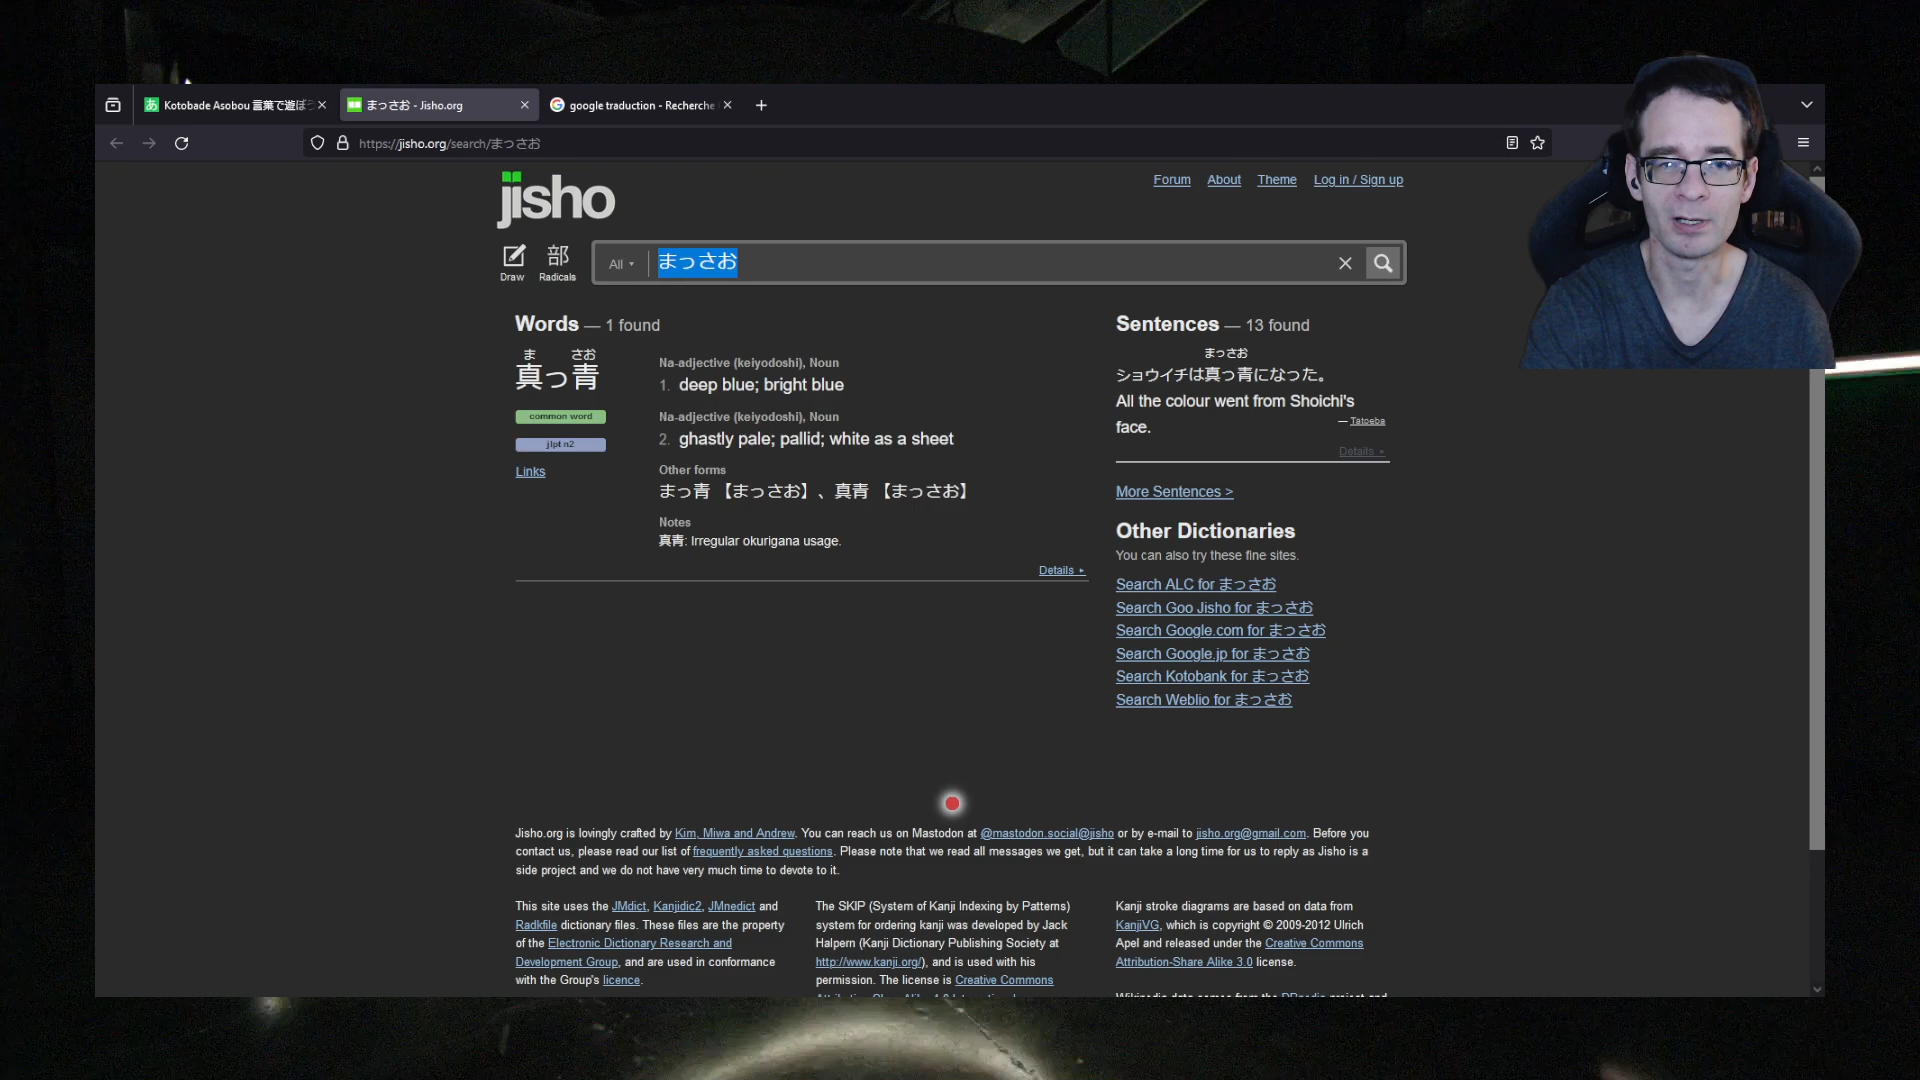 Kotobade Asobou 言葉で遊ぼう
まっさお - Jisho.org
google traduction - Recherche
https://jisho.org/search/まっさお
jisho
Forum
About
Theme
Log in / Sign up
Draw
部
Radicals
All
まっさお
Words — 1 found
ま さお
真っ青
common word
jlpt n2
Links
Na-adjective (keiyodoshi), Noun
1. deep blue; bright blue
Na-adjective (keiyodoshi), Noun
2. ghastly pale; pallid; white as a sheet
Other forms
まっ青 【まっさお】、真青 【まっさお】
Notes
真青: Irregular okurigana usage.
Details
Sentences — 13 found
まっさお
ショウイチは真っ青になった。
All the colour went from Shoichi's
face.
— Tatoeba
Details
More Sentences >
Other Dictionaries
You can also try these fine sites.
Search ALC for まっさお
Search Goo Jisho for まっさお
Search Google.com for まっさお
Search Google.jp for まっさお
Search Kotobank for まっさお
Search Weblio for まっさお
Jisho.org is lovingly crafted by Kim, Miwa and Andrew. You can reach us on Mastodon at @mastodon.social@jisho or by e-mail to jisho.org@gmail.com. Before you
contact us, please read our list of frequently asked questions. Please note that we read all messages we get, but it can take a long time for us to reply as Jisho is a
side project and we do not have very much time to devote to it.
This site uses the JMdict, Kanjidic2, JMnedict and
Radkfile dictionary files. These files are the property
of the Electronic Dictionary Research and
Development Group, and are used in conformance
with the Group's licence.
The SKIP (System of Kanji Indexing by Patterns)
system for ordering kanji was developed by Jack
Halpern (Kanji Dictionary Publishing Society at
http://www.kanji.org/), and is used with his
permission. The license is Creative Commons
Kanji stroke diagrams are based on data from
KanjiVG, which is copyright © 2009-2012 Ulrich
Apel and released under the Creative Commons
Attribution-Share Alike 3.0 license.